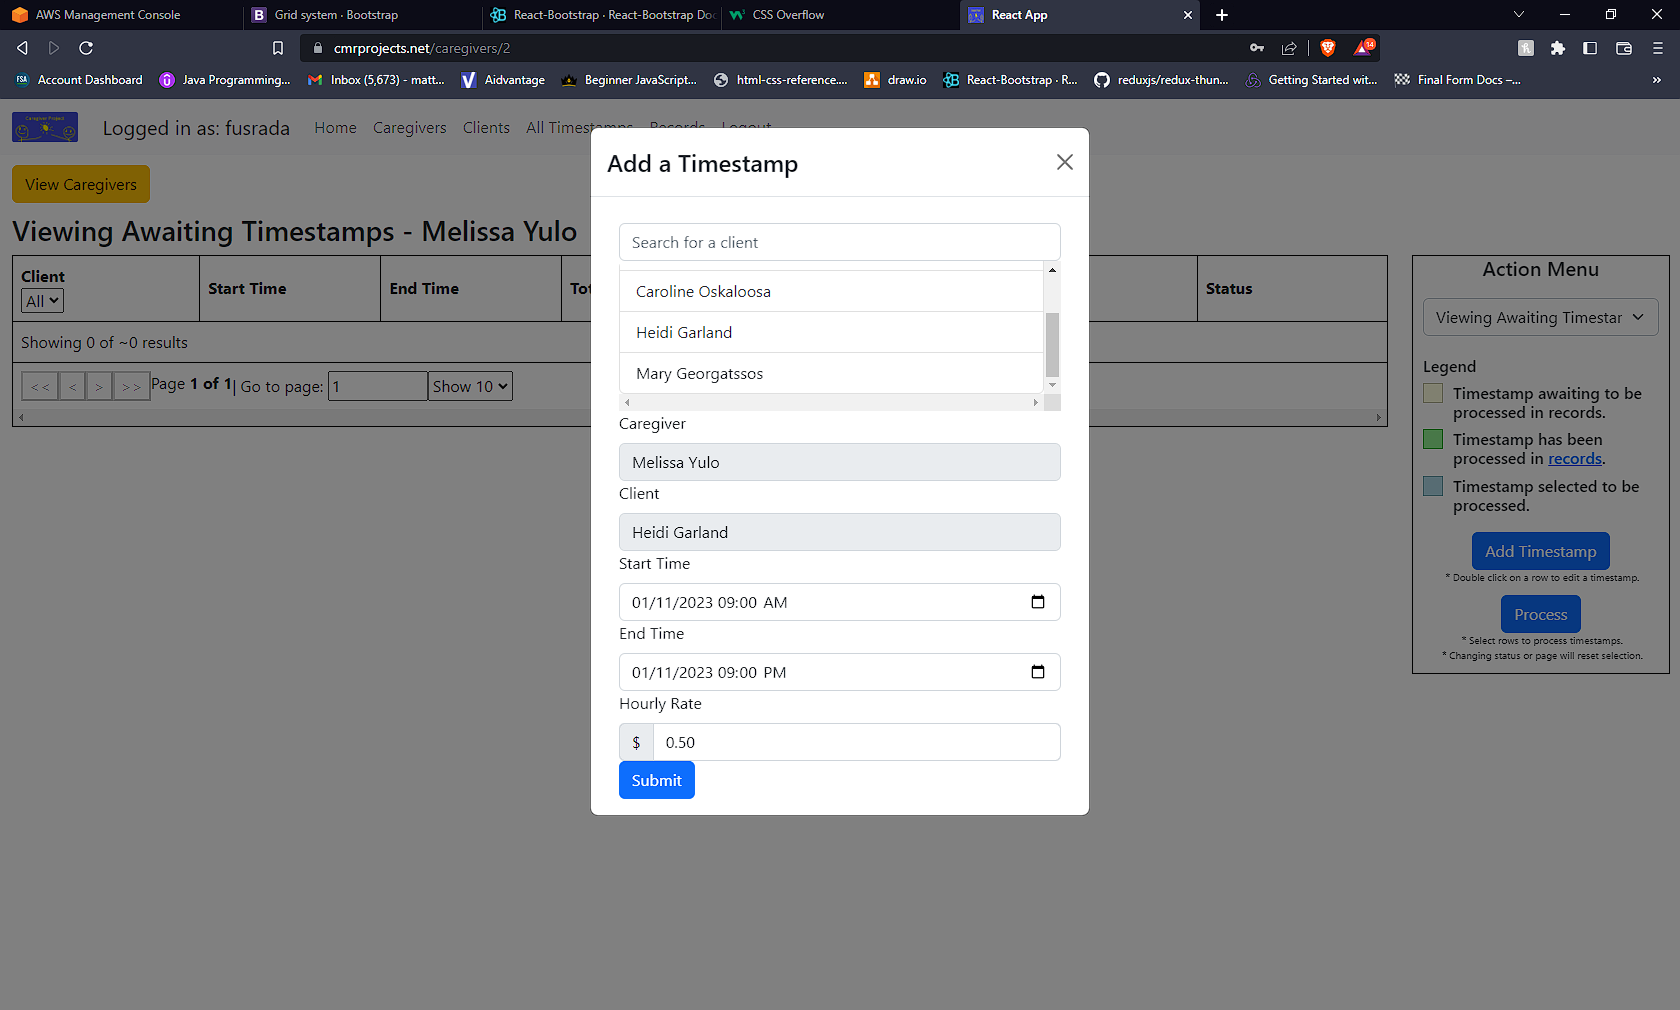 AWS Management Console
Grid system · Bootstrap
React-Bootstrap · React-Bootstrap Doc
CSS Overflow
React App
cmrprojects.net/caregivers/2
14
Account Dashboard
Java Programming...
Inbox (5,673) - matt...
Aidvantage
Beginner JavaScript...
html-css-reference....
draw.io
React-Bootstrap · R...
reduxjs/redux-thun...
Getting Started wit...
Final Form Docs –...
»
Caregiver Project
Logged in as: fusrada
Home
Caregivers
Clients
All Timestamps
Records
Logout
View Caregivers
Viewing Awaiting Timestamps - Melissa Yulo
Client
All
Start Time
End Time
Tot
Status
Showing 0 of ~0 results
<< < > >> Page 1 of 1 | Go to page: 1 Show 10
Add a Timestamp
Search for a client
Caroline Oskaloosa
Heidi Garland
Mary Georgatssos
Caregiver
Melissa Yulo
Client
Heidi Garland
Start Time
01/11/2023 09:00 AM
End Time
01/11/2023 09:00 PM
Hourly Rate
$ 0.50
Submit
Action Menu
Viewing Awaiting Timestar
Legend
Timestamp awaiting to be
processed in records.
Timestamp has been
processed in records.
Timestamp selected to be
processed.
Add Timestamp
* Double click on a row to edit a timestamp.
Process
* Select rows to process timestamps.
* Changing status or page will reset selection.